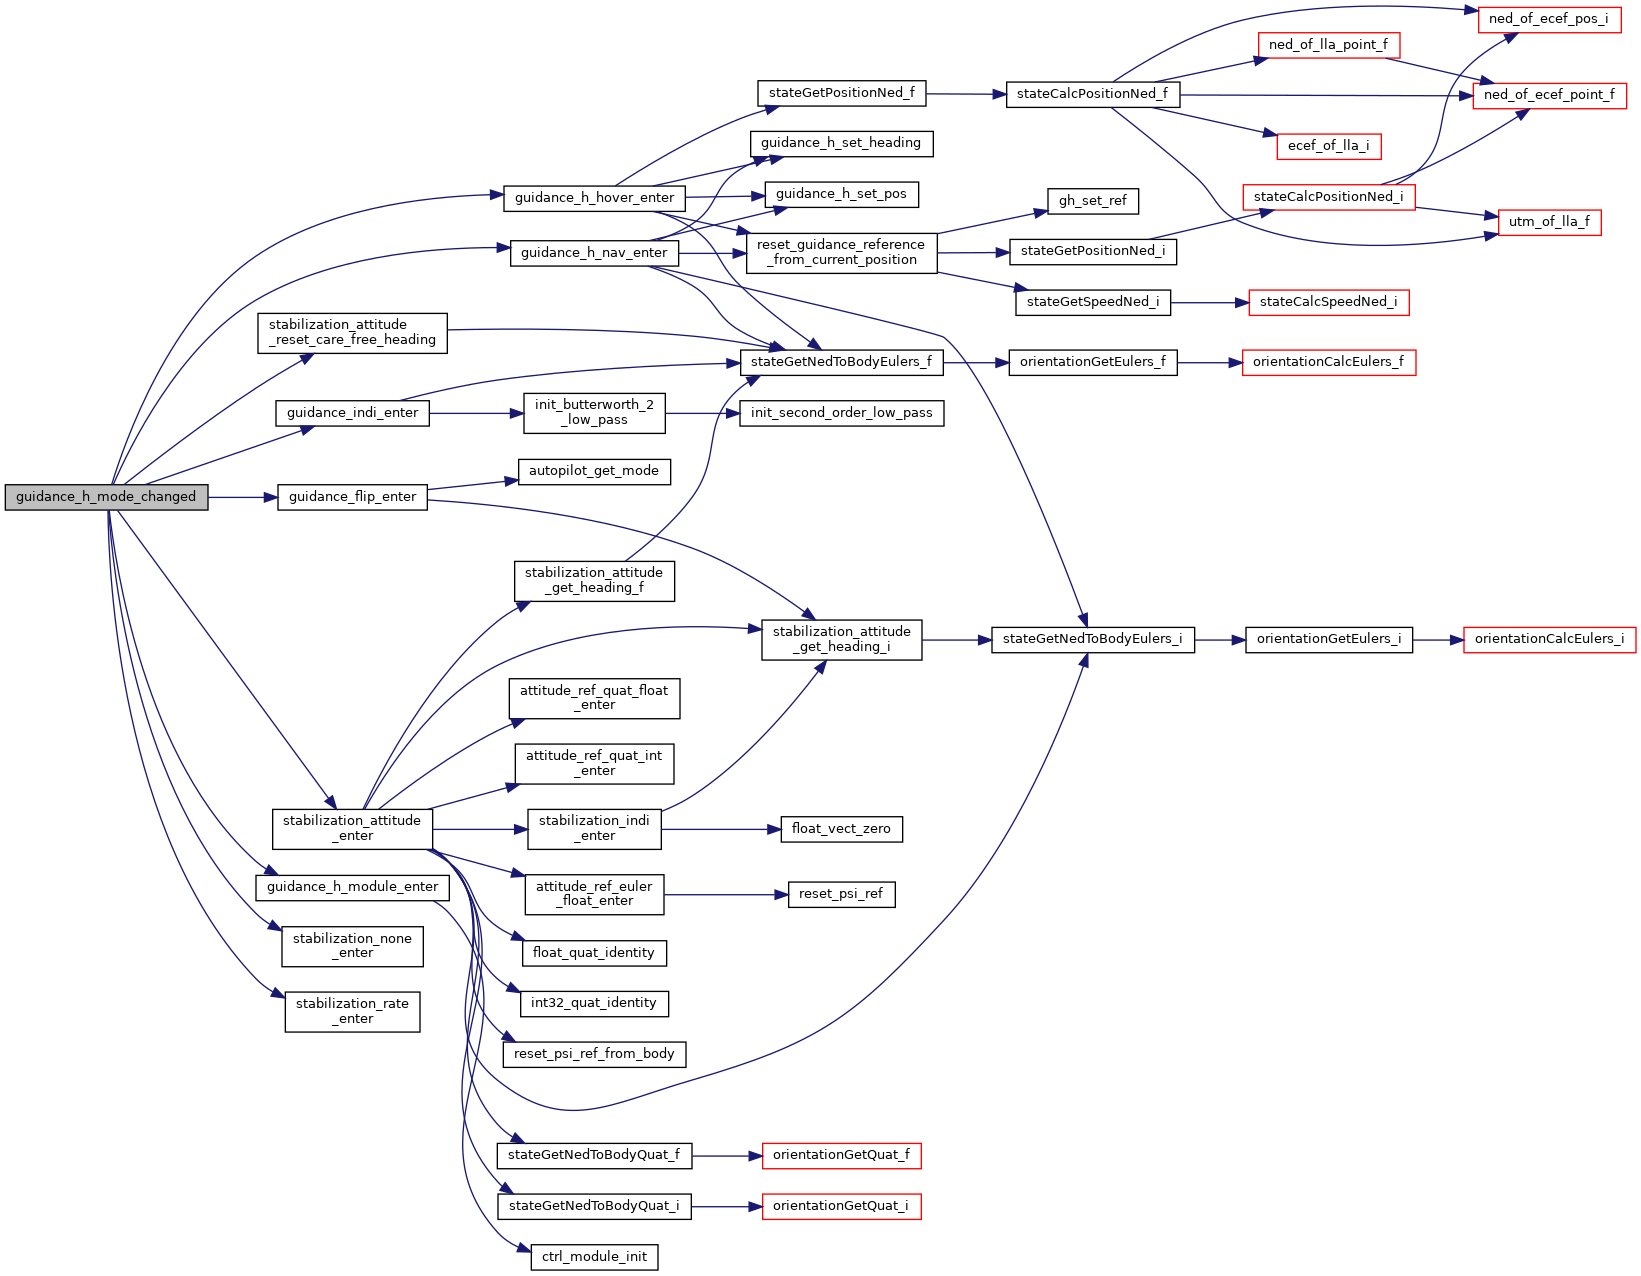 guidance_h_mode_changed
guidance_h_hover_enter
guidance_h_nav_enter
stabilization_attitude
_reset_care_free_heading
guidance_indi_enter
guidance_flip_enter
stabilization_attitude
_enter
guidance_h_module_enter
stabilization_none
_enter
stabilization_rate
_enter
init_butterworth_2
_low_pass
autopilot_get_mode
stabilization_attitude
_get_heading_f
attitude_ref_quat_float
_enter
attitude_ref_quat_int
_enter
stabilization_indi
_enter
attitude_ref_euler
_float_enter
float_quat_identity
int32_quat_identity
reset_psi_ref_from_body
stateGetNedToBodyQuat_f
stateGetNedToBodyQuat_i
ctrl_module_init
stateGetPositionNed_f
guidance_h_set_heading
guidance_h_set_pos
reset_guidance_reference
_from_current_position
stateGetNedToBodyEulers_f
init_second_order_low_pass
stabilization_attitude
_get_heading_i
float_vect_zero
reset_psi_ref
orientationGetQuat_f
orientationGetQuat_i
stateCalcPositionNed_f
gh_set_ref
stateGetPositionNed_i
stateGetSpeedNed_i
orientationGetEulers_f
stateGetNedToBodyEulers_i
ned_of_lla_point_f
ecef_of_lla_i
stateCalcPositionNed_i
stateCalcSpeedNed_i
orientationCalcEulers_f
orientationGetEulers_i
ned_of_ecef_pos_i
ned_of_ecef_point_f
utm_of_lla_f
orientationCalcEulers_i